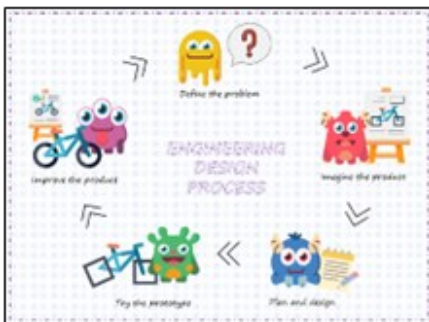 Define the problem
Imagine the product
Plan and design
Try the prototype
Improve the product
ENGINEERING
DESIGN
PROCESS
?